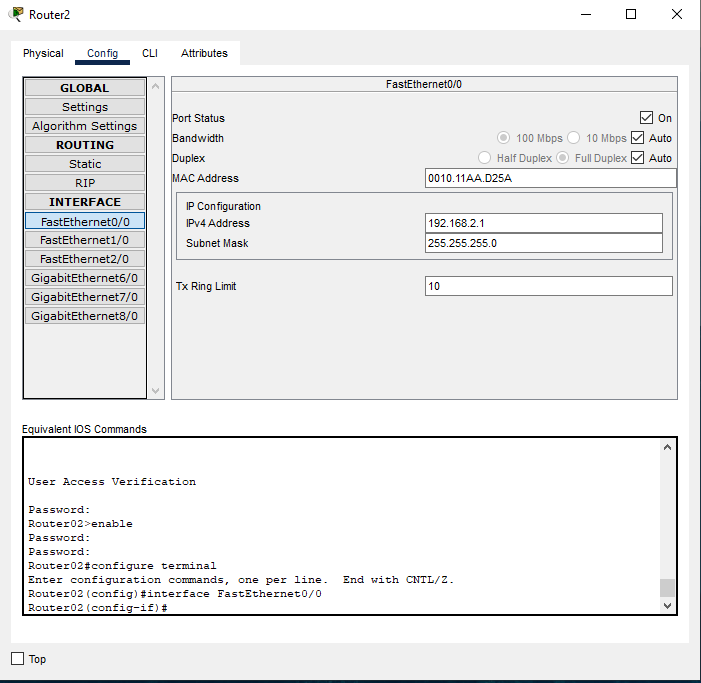 Router2
Physical Config CLI Attributes
GLOBAL
Settings
Algorithm Settings
ROUTING
Static
RIP
INTERFACE
FastEthernet0/0
FastEthernet1/0
FastEthernet2/0
GigabitEthernet6/0
GigabitEthernet7/0
GigabitEthernet8/0
FastEthernet0/0
Port Status On
Bandwidth 100 Mbps 10 Mbps Auto
Duplex Half Duplex Full Duplex Auto
MAC Address 0010.11AA.D25A
IP Configuration
IPv4 Address 192.168.2.1
Subnet Mask 255.255.255.0
Tx Ring Limit 10
Equivalent IOS Commands
User Access Verification
Password:
Router02>enable
Password:
Password:
Router02#configure terminal
Enter configuration commands, one per line. End with CNTL/Z.
Router02(config)#interface FastEthernet0/0
Router02(config-if)#
Top